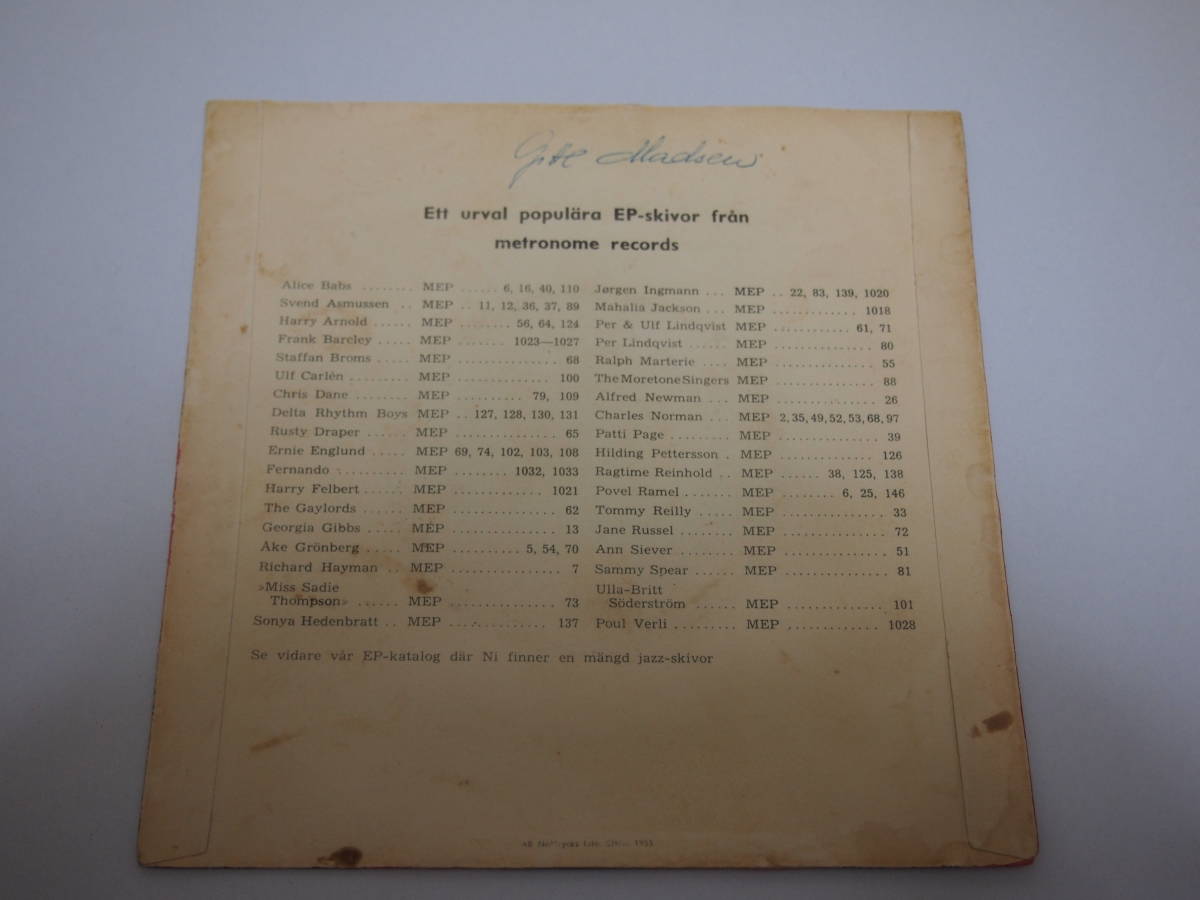 Madsen
Ett urval populära EP-skivor från
metronome records
Alice Babs ........ MEP ...... 6, 16, 40, 110
Svend Asmussen .. MEP .. 11, 12, 36, 37, 89
Harry Arnold ...... MEP ........ 56, 64, 124
Frank Barcley ..... MEP ....... 1023—1027
Staffan Broms ..... MEP .............. 68
Ulf Carlén ......... MEP ............. 100
Chris Dane ........ MEP .......... 79, 109
Delta Rhythm Boys MEP .. 127, 128, 130, 131
Rusty Draper ...... MEP .............. 65
Ernie Englund ..... MEP 69, 74, 102, 103, 108
Fernando .......... MEP ........ 1032, 1033
Harry Felbert ...... MEP ............ 1021
The Gaylords ...... MEP .............. 62
Georgia Gibbs ..... MEP .............. 13
Åke Grönberg ..... MEP .......... 5, 54, 70
Richard Hayman .. MEP ............... 7
»Miss Sadie
Thompson» ...... MEP .............. 73
Sonya Hedenbratt .. MEP ............. 137
Jørgen Ingmann ... MEP .. 22, 83, 139, 1020
Mahalia Jackson ... MEP ............ 1018
Per & Ulf Lindqvist MEP ........... 61, 71
Per Lindqvist ...... MEP .............. 80
Ralph Marterie .... MEP .............. 55
The Moretone Singers MEP .............. 88
Alfred Newman ... MEP .............. 26
Charles Norman ... MEP 2, 35, 49, 52, 53, 68, 97
Patti Page ......... MEP .............. 39
Hilding Pettersson . MEP ............. 126
Ragtime Reinhold .. MEP ...... 38, 125, 138
Povel Ramel ....... MEP ........ 6, 25, 146
Tommy Reilly ..... MEP .............. 33
Jane Russel ....... MEP .............. 72
Ann Siever ........ MEP .............. 51
Sammy Spear ...... MEP .............. 81
Ulla-Britt
Söderström ...... MEP ............. 101
Poul Verli ......... MEP ............. 1028
Se vidare vår EP-katalog där Ni finner en mängd jazz-skivor
AB 1955